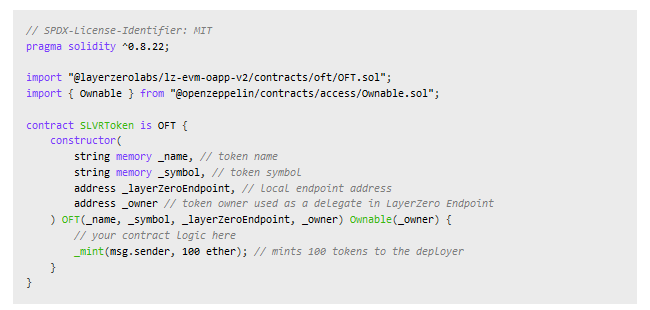 // SPDX-License-Identifier: MIT
pragma solidity ^0.8.22;

import "@layerzerolabs/lz-evm-oapp-v2/contracts/oft/OFT.sol";
import { Ownable } from "@openzeppelin/contracts/access/Ownable.sol";

contract SLVRToken is OFT {
    constructor(
        string memory _name, // token name
        string memory _symbol, // token symbol
        address _layerZeroEndpoint, // local endpoint address
        address _owner // token owner used as a delegate in LayerZero Endpoint
    ) OFT(_name, _symbol, _layerZeroEndpoint, _owner) Ownable(_owner) {
        // your contract logic here
        _mint(msg.sender, 100 ether); // mints 100 tokens to the deployer
    }
}